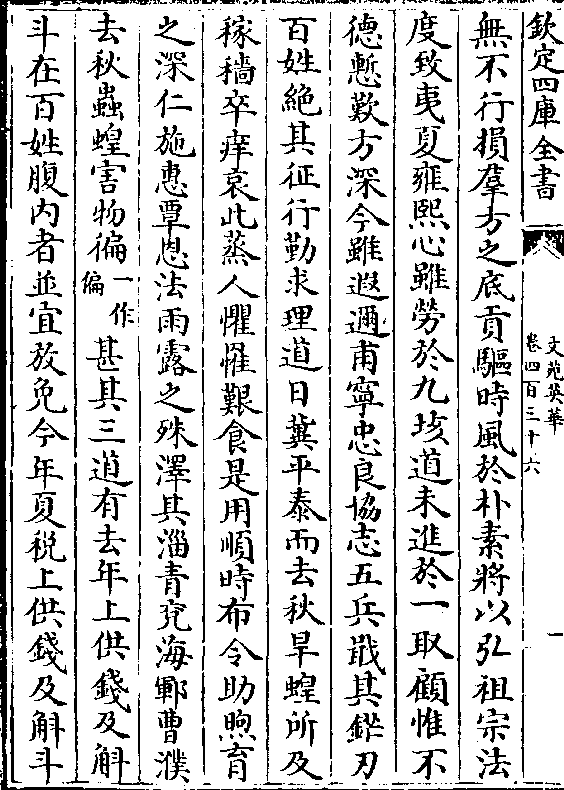 欽定四庫全書
文苑英華
卷四百三十六
一
無不行損羣方之底貢驅時風於朴素將以弘祖宗法
度致夷夏雍熙心雖勞於九垓道未進於一取顧惟不
德慙歎方深今雖遐邇甫寧忠良協志五兵戢其鋩刃
百姓絶其征行勤求理道日冀平泰而去秋旱蝗所及
稼穡卒痒哀此蒸人懼罹艱食是用順時布令助煦育
之深仁施惠覃恩法雨露之殊澤其淄青兖海鄆曹濮
去秋蟲蝗害物徧一作偏甚其三道有去年上供錢及斛
斗在百姓腹内者並宜放免今年夏税上供錢及斛斗